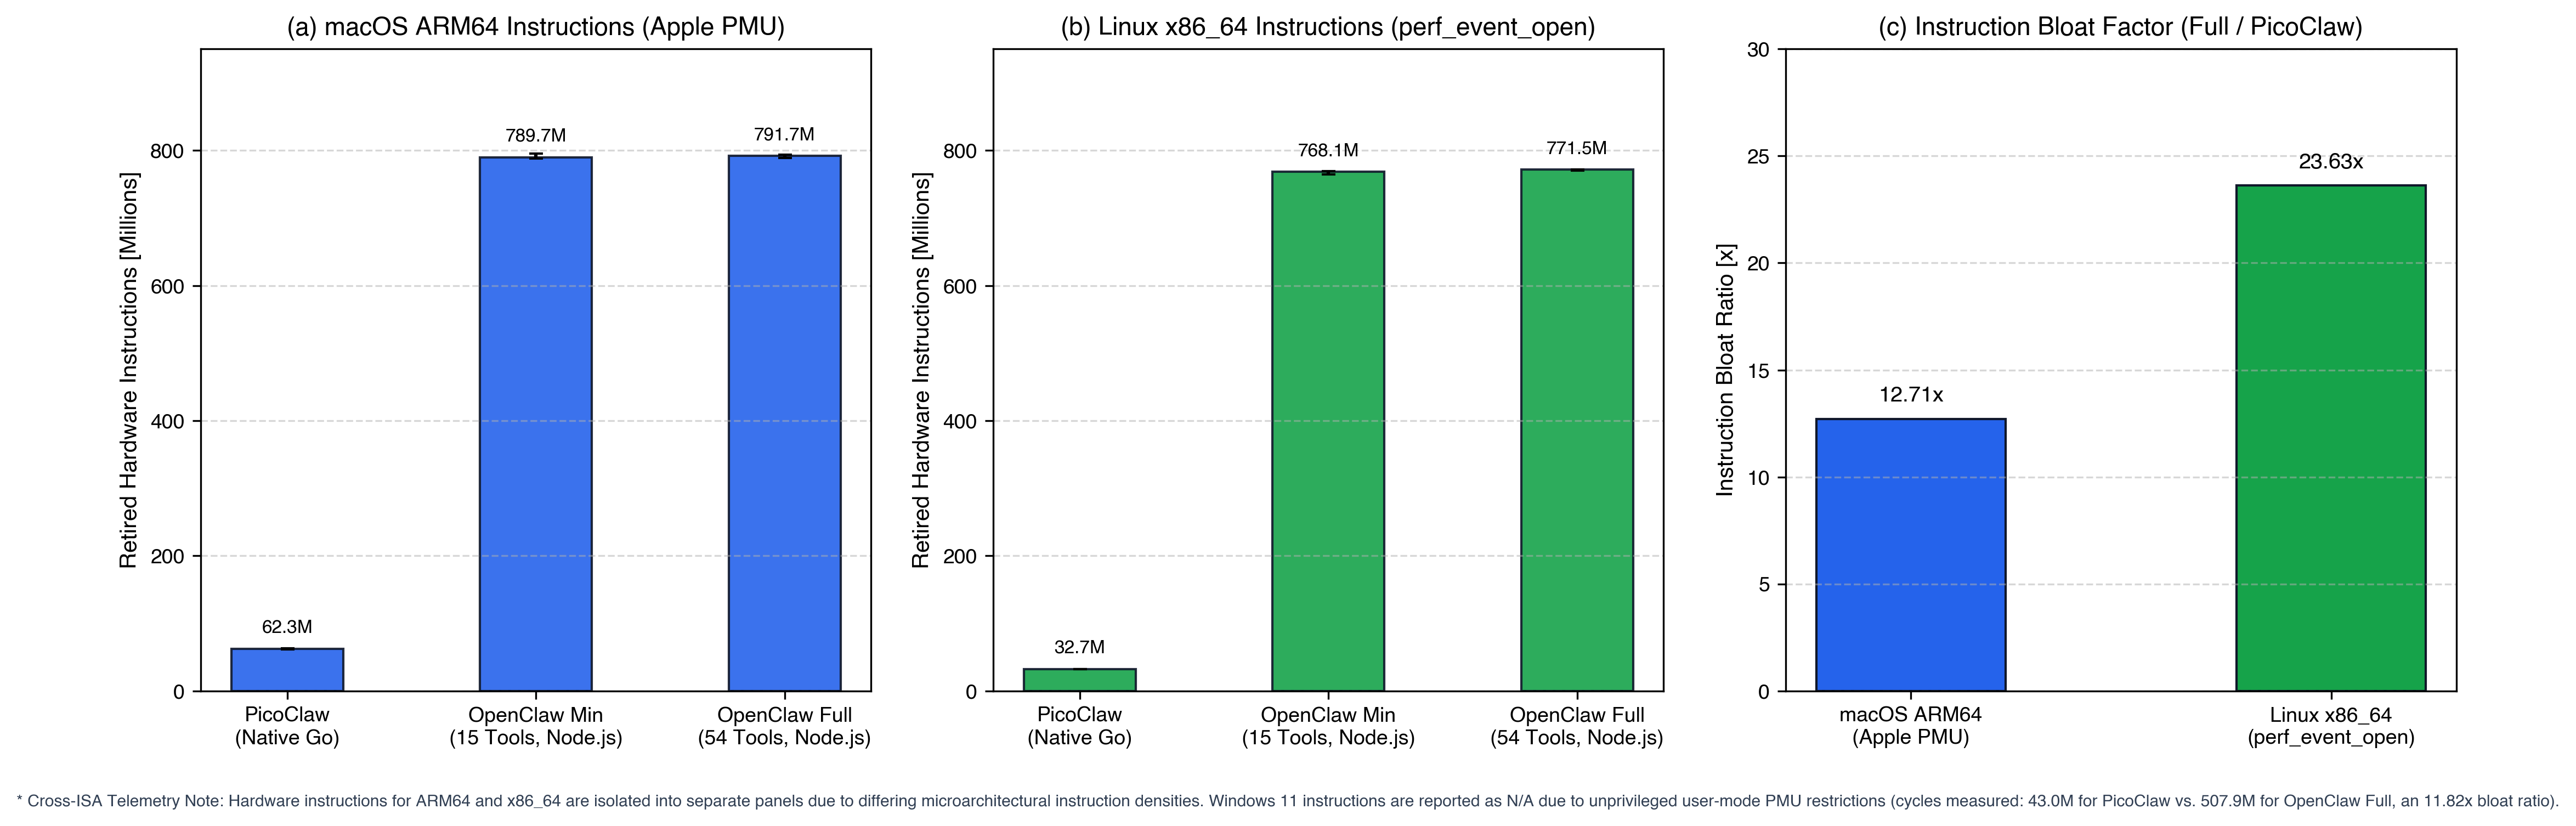 (a) macOS ARM64 Instructions (Apple PMU)
Retired Hardware Instructions [Millions]
800
600
400
200
0
62.3M
789.7M
791.7M
PicoClaw
(Native Go)
OpenClaw Min
(15 Tools, Node.js)
OpenClaw Full
(54 Tools, Node.js)
(b) Linux x86_64 Instructions (perf_event_open)
Retired Hardware Instructions [Millions]
800
600
400
200
0
32.7M
768.1M
771.5M
PicoClaw
(Native Go)
OpenClaw Min
(15 Tools, Node.js)
OpenClaw Full
(54 Tools, Node.js)
(c) Instruction Bloat Factor (Full / PicoClaw)
Instruction Bloat Ratio [x]
30
25
20
15
10
5
0
12.71x
23.63x
macOS ARM64
(Apple PMU)
Linux x86_64
(perf_event_open)
* Cross-ISA Telemetry Note: Hardware instructions for ARM64 and x86_64 are isolated into separate panels due to differing microarchitectural instruction densities. Windows 11 instructions are reported as N/A due to unprivileged user-mode PMU restrictions (cycles measured: 43.0M for PicoClaw vs. 507.9M for OpenClaw Full, an 11.82x bloat ratio).